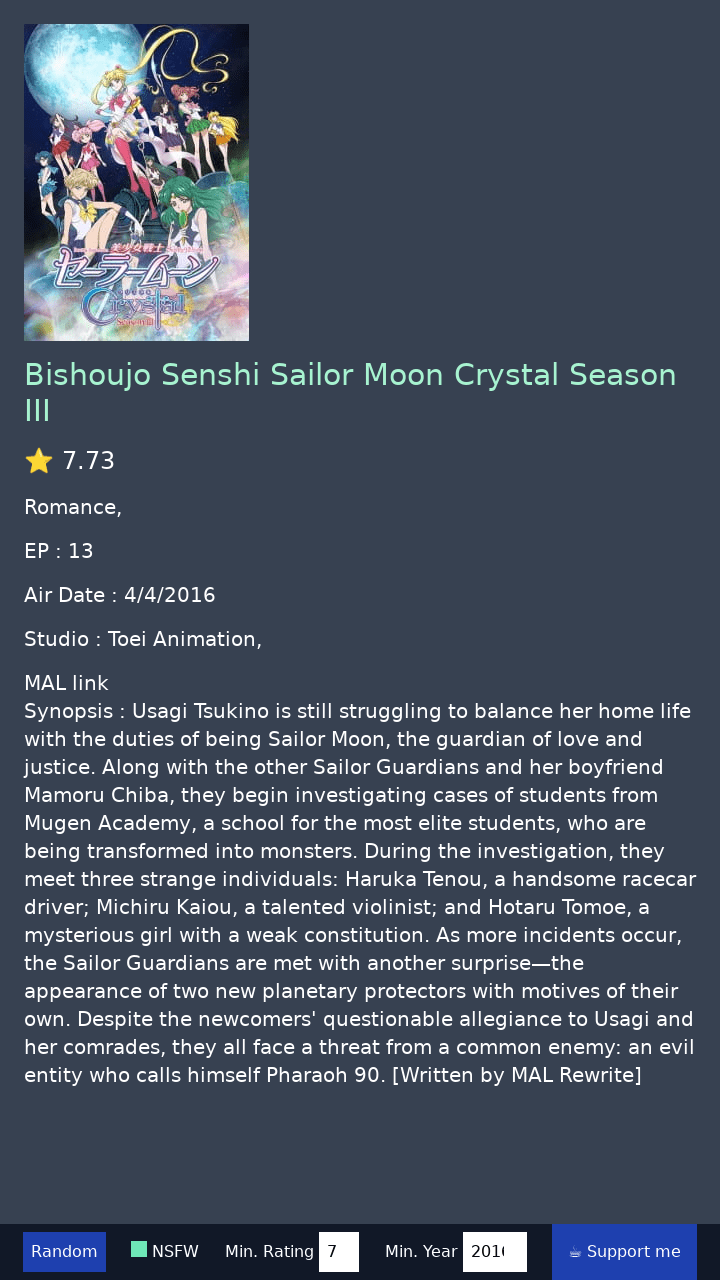 美少女戦士
セーラームーン
Crystal
Season III
Bishoujo Senshi Sailor Moon Crystal Season
III
⭐ 7.73
Romance,
EP : 13
Air Date : 4/4/2016
Studio : Toei Animation,
MAL link
Synopsis : Usagi Tsukino is still struggling to balance her home life
with the duties of being Sailor Moon, the guardian of love and
justice. Along with the other Sailor Guardians and her boyfriend
Mamoru Chiba, they begin investigating cases of students from
Mugen Academy, a school for the most elite students, who are
being transformed into monsters. During the investigation, they
meet three strange individuals: Haruka Tenou, a handsome racecar
driver; Michiru Kaiou, a talented violinist; and Hotaru Tomoe, a
mysterious girl with a weak constitution. As more incidents occur,
the Sailor Guardians are met with another surprise—the
appearance of two new planetary protectors with motives of their
own. Despite the newcomers' questionable allegiance to Usagi and
her comrades, they all face a threat from a common enemy: an evil
entity who calls himself Pharaoh 90. [Written by MAL Rewrite]
Random NSFW Min. Rating 7 Min. Year 2016 ☕ Support me